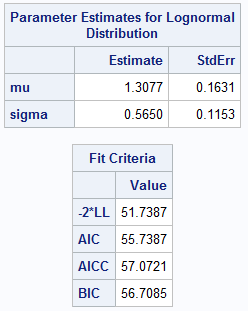 Parameter Estimates for Lognormal
Distribution
Estimate StdErr
mu 1.3077 0.1631
sigma 0.5650 0.1153
Fit Criteria
Value
-2*LL 51.7387
AIC 55.7387
AICC 57.0721
BIC 56.7085